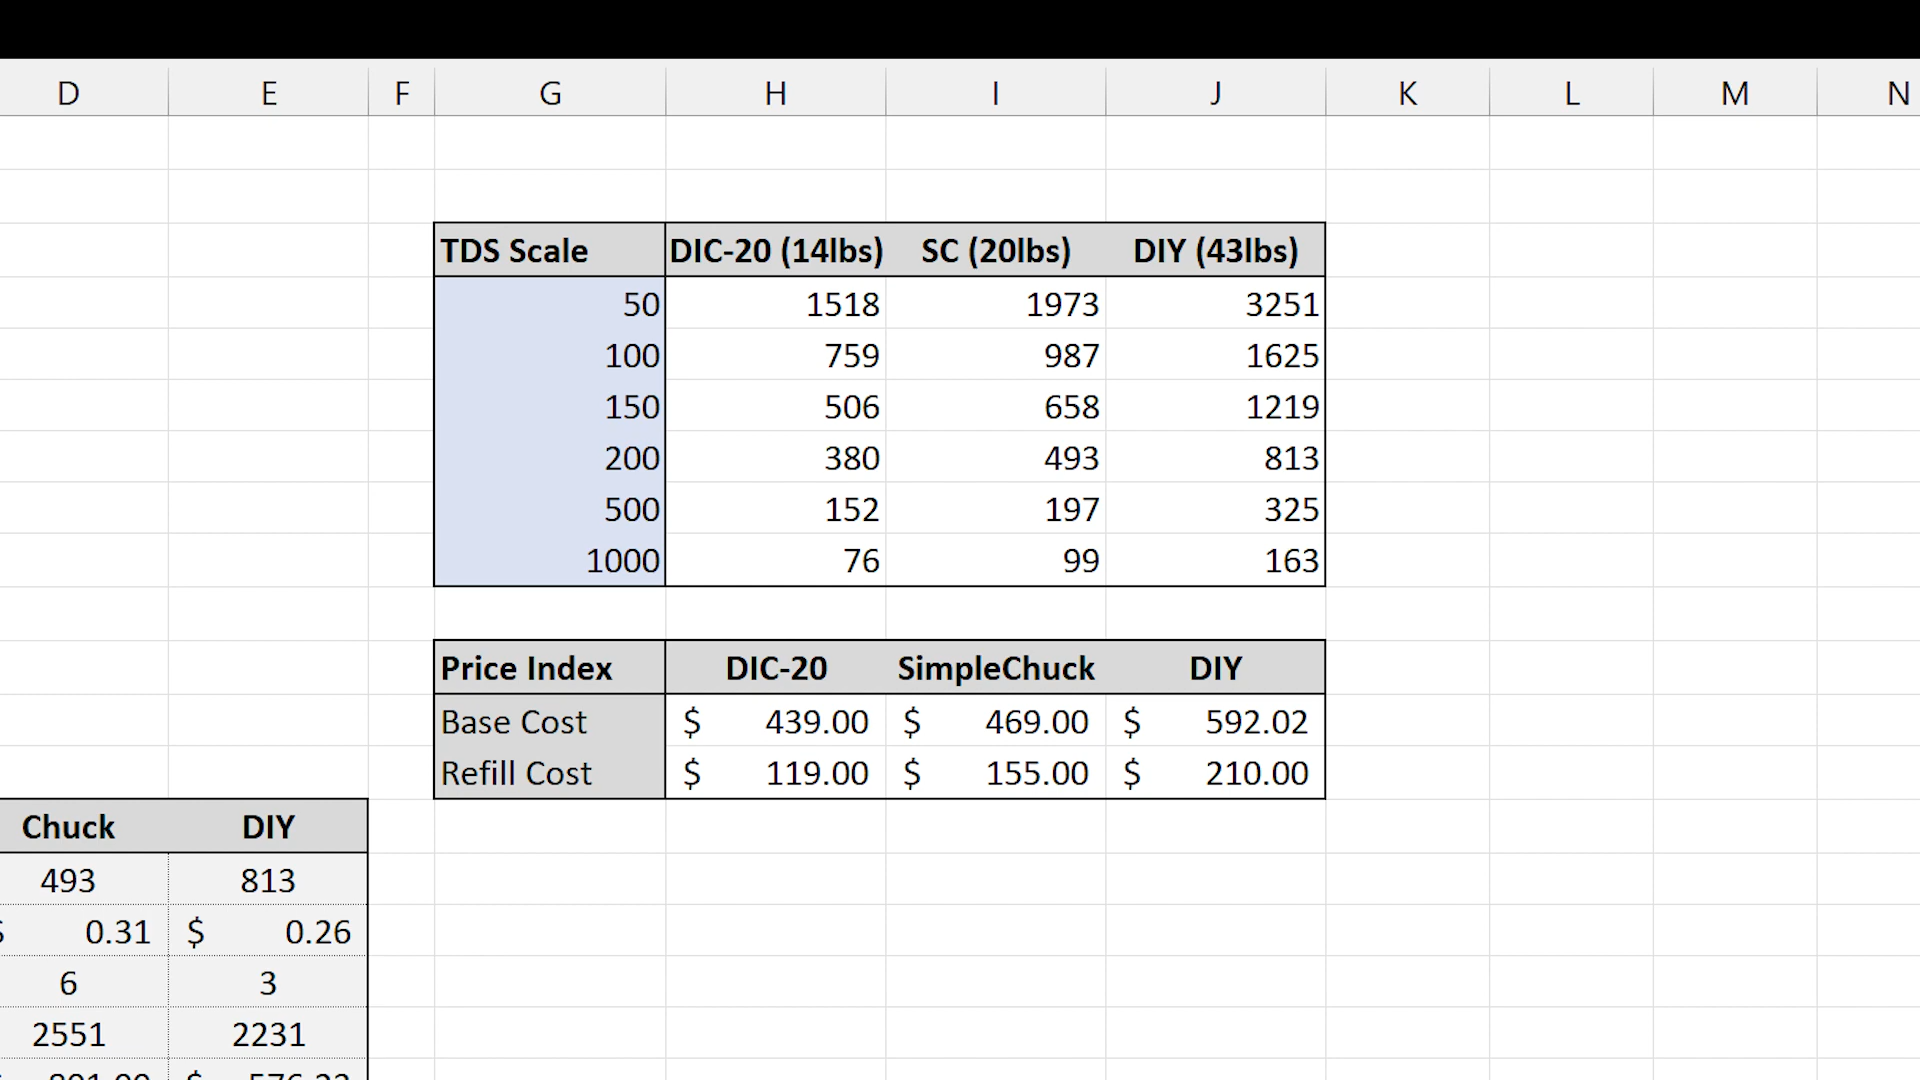 D E F G H I J K L M N
TDS Scale DIC-20 (14lbs) SC (20lbs) DIY (43lbs)
50 1518 1973 3251
100 759 987 1625
150 506 658 1219
200 380 493 813
500 152 197 325
1000 76 99 163
Price Index DIC-20 SimpleChuck DIY
Base Cost $ 439.00 $ 469.00 $ 592.02
Refill Cost $ 119.00 $ 155.00 $ 210.00
Chuck DIY
493 813
$ 0.31 $ 0.26
6 3
2551 2231